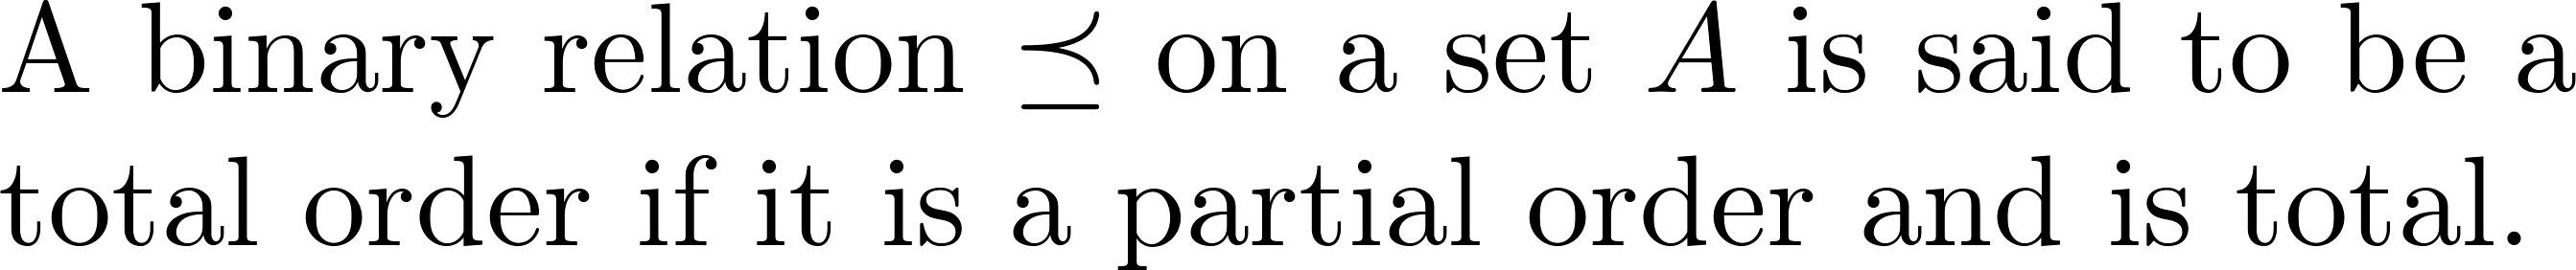 A binary relation ⪯ on a set A is said to be a
total order if it is a partial order and is total.